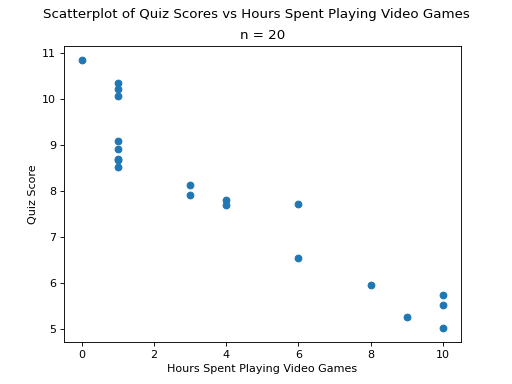 Scatterplot of Quiz Scores vs Hours Spent Playing Video Games
n = 20
11
10
9
8
7
6
5
Quiz Score
0 2 4 6 8 10
Hours Spent Playing Video Games